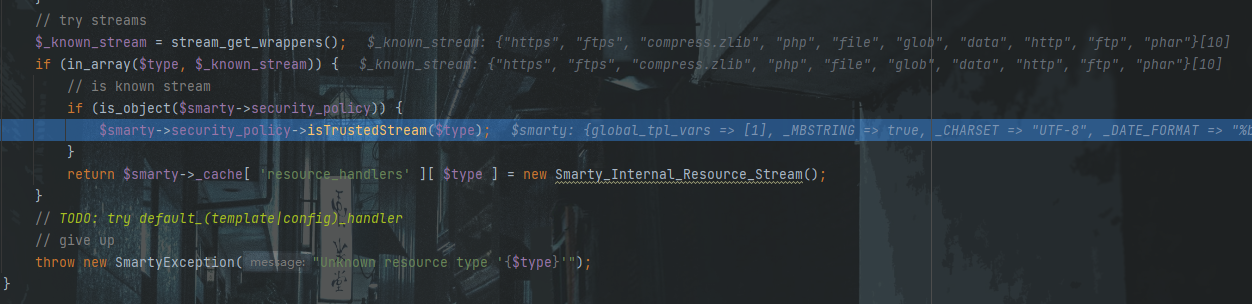 }
// try streams
$_known_stream = stream_get_wrappers();   $_known_stream: {"https", "ftps", "compress.zlib", "php", "file", "glob", "data", "http", "ftp", "phar"}[10]
if (in_array($type, $_known_stream)) {   $_known_stream: {"https", "ftps", "compress.zlib", "php", "file", "glob", "data", "http", "ftp", "phar"}[10]
// is known stream
if (is_object($smarty->security_policy)) {
$smarty->security_policy->isTrustedStream($type);   $smarty: {global_tpl_vars => [1], _MBSTRING => true, _CHARSET => "UTF-8", _DATE_FORMAT => "%b
}
return $smarty->_cache[ 'resource_handlers' ][ $type ] = new Smarty_Internal_Resource_Stream();
}
// TODO: try default_(template|config)_handler
// give up
throw new SmartyException( message: "Unknown resource type '{$type}'");
}